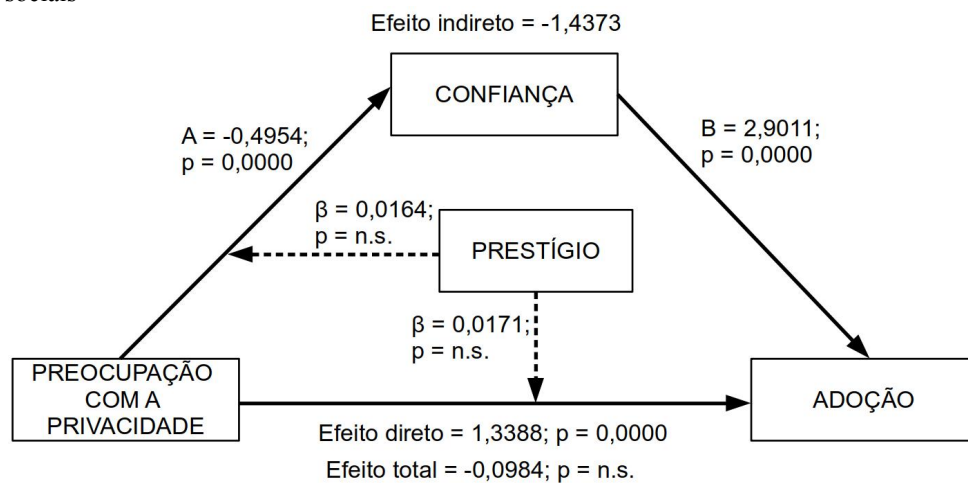 sociais
Efeito indireto = -1,4373
CONFIANÇA
A = -0,4954;
p = 0,0000
B = 2,9011;
p = 0,0000
β = 0,0164;
p = n.s.
PRESTÍGIO
β = 0,0171;
p = n.s.
PREOCUPAÇÃO
COM A
PRIVACIDADE
ADOÇÃO
Efeito direto = 1,3388; p = 0,0000
Efeito total = -0,0984; p = n.s.